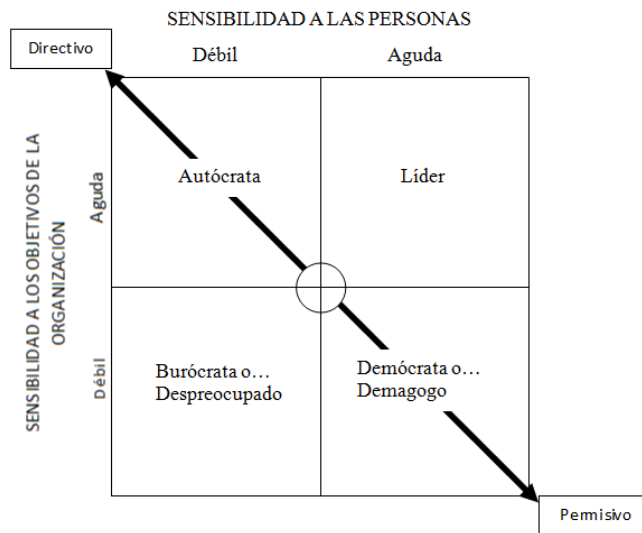 SENSIBILIDAD A LAS PERSONAS
Directivo
Débil
Aguda
SENSIBILIDAD A LOS OBJETIVOS DE LA
ORGANIZACIÓN
Aguda
Autócrata
Líder
Débil
Burócrata o…
Despreocupado
Demócrata o…
Demagogo
Permisivo